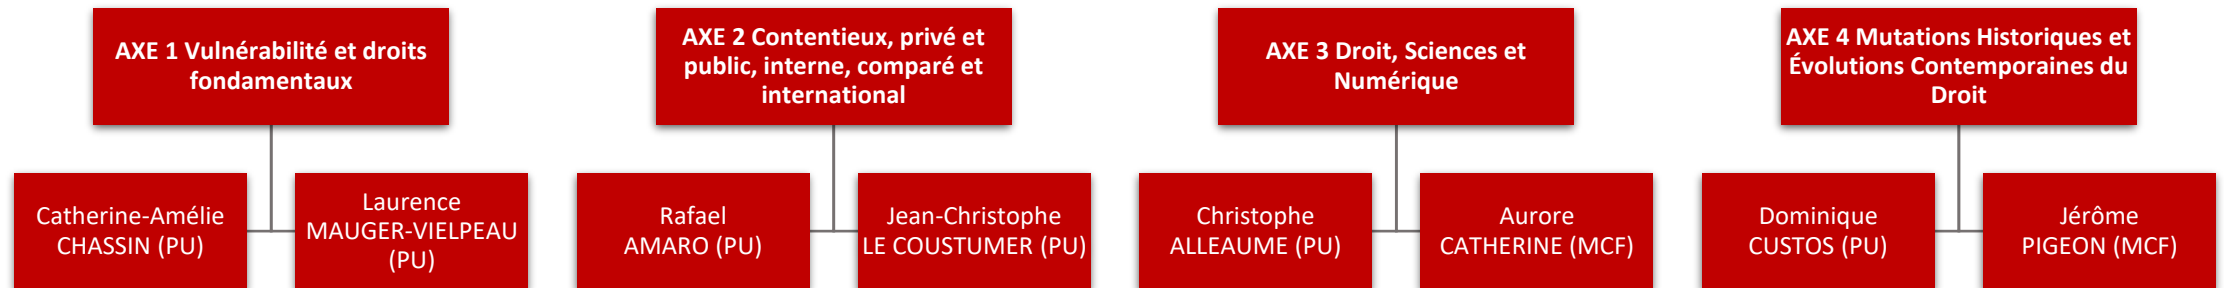 AXE 1 Vulnérabilité et droits
fondamentaux
Catherine-Amélie
CHASSIN (PU)
Laurence
MAUGER-VIELPEAU
(PU)
AXE 2 Contentieux, privé et
public, interne, comparé et
international
Rafael
AMARO (PU)
Jean-Christophe
LE COUSTUMER (PU)
AXE 3 Droit, Sciences et
Numérique
Christophe
ALLEAUME (PU)
Aurore
CATHERINE (MCF)
AXE 4 Mutations Historiques et
Évolutions Contemporaines du
Droit
Dominique
CUSTOS (PU)
Jérôme
PIGEON (MCF)